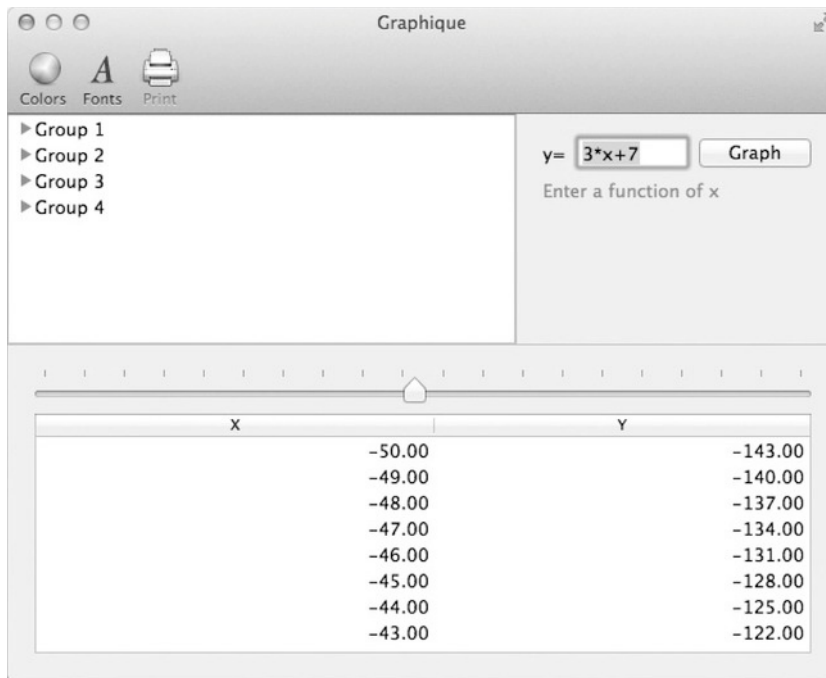 Graphique
Colors Fonts Print
Group 1
Group 2
Group 3
Group 4
y= 3*x+7 Graph
Enter a function of x
X Y
-50.00 -143.00
-49.00 -140.00
-48.00 -137.00
-47.00 -134.00
-46.00 -131.00
-45.00 -128.00
-44.00 -125.00
-43.00 -122.00